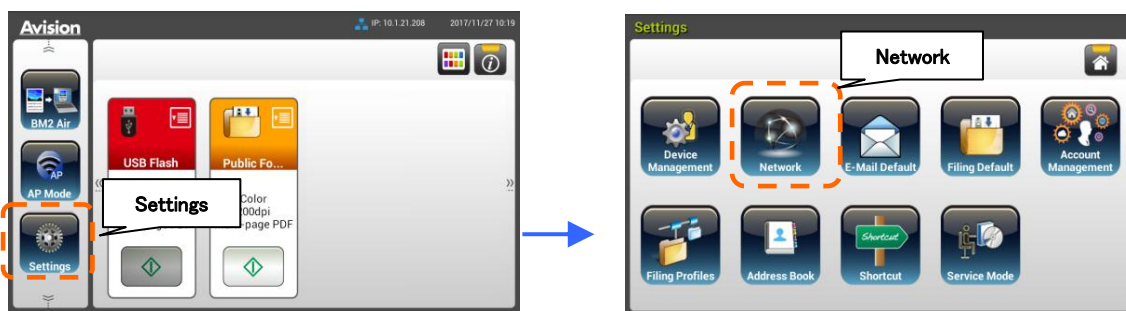 Avision
IP: 10.1.21.208
2017/11/27 10:19
BM2 Air
USB Flash
Public Fo...
AP
AP Mode
Settings
Color
-page PDF
Settings
Settings
Network
Device
Management
Network
E-Mail Default
Filing Default
Account
Management
Filing Profiles
Address Book
Shortcut
Shortcut
Service Mode